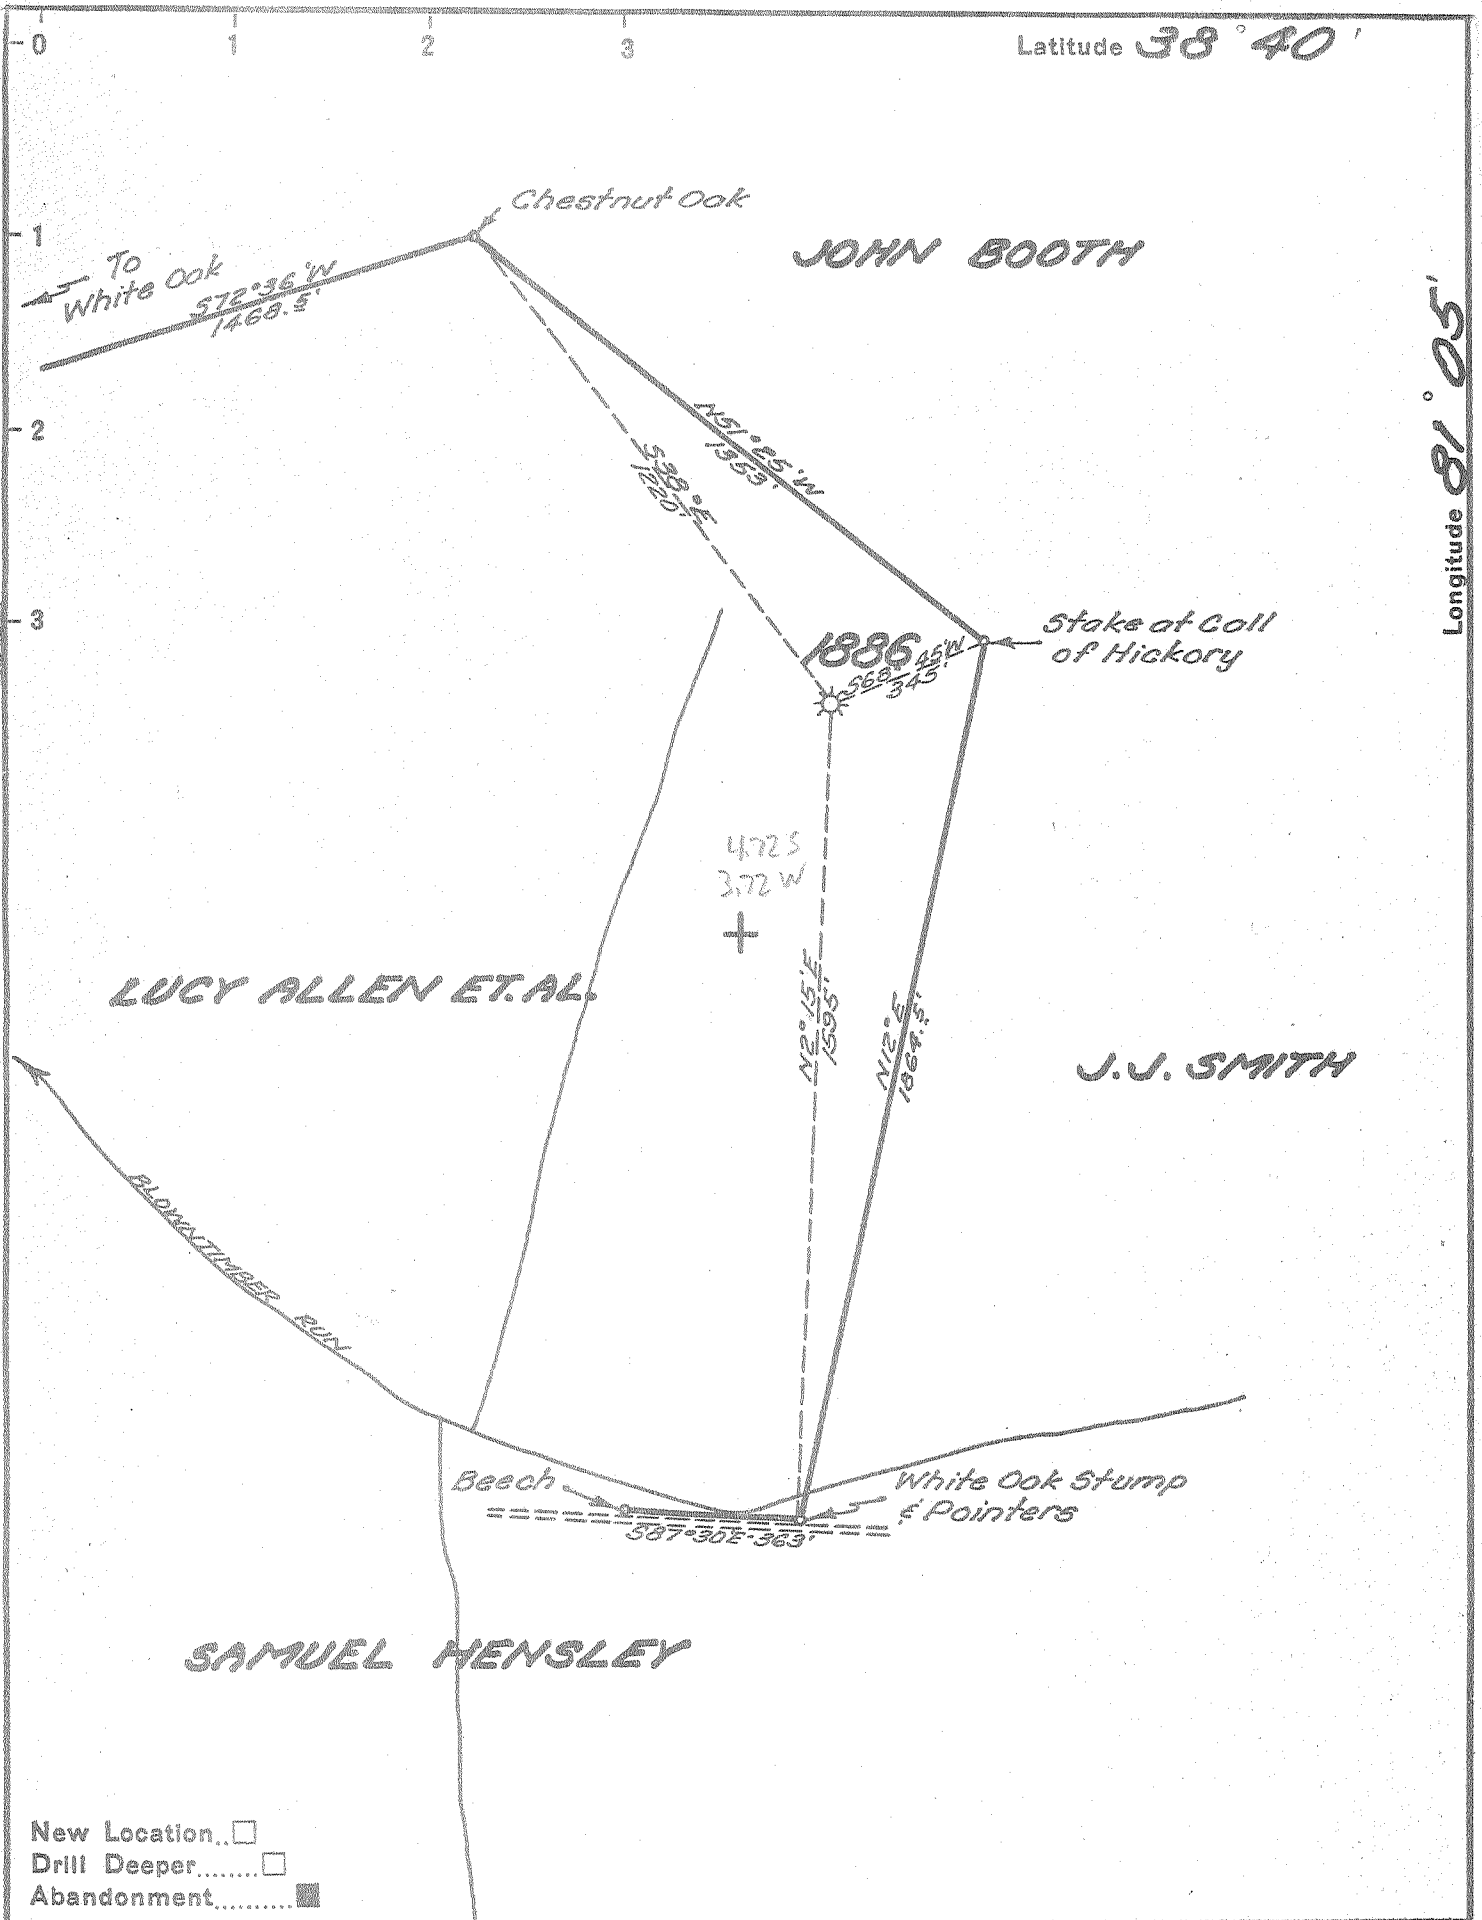 0 1 2 3
Latitude 38° 40'
Longitude 81° 05'
1
2
3
Chestnut Oak
JOHN BOOTH
To
White Oak
S72°36'W
1468.5'
N51°25'W
1353'
S38°E
1220'
1886
S68°45'W
345'
Stake at Call
of Hickory
4.72 S
3.72 W
LUCY ALLEN ET. AL.
N2°15'E
1595'
N12°E
1864.5'
J.J. SMITH
BLOWNTIMBER RUN
Beech
White Oak Stump
& Pointers
S87°30'E-363'
SAMUEL HENSLEY
New Location..
Drill Deeper.......
Abandonment.........